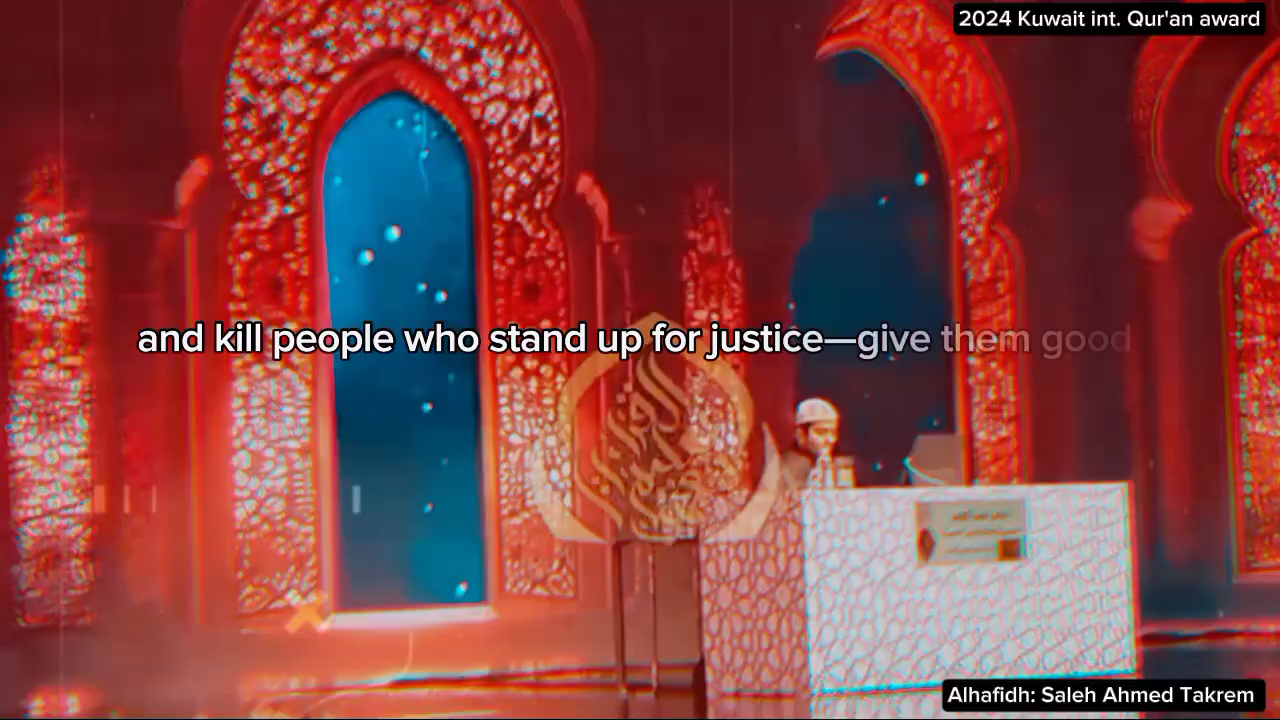 2024 Kuwait int. Qur'an award
and kill people who stand up for justice—give them good
Alhafidh: Saleh Ahmed Takrem